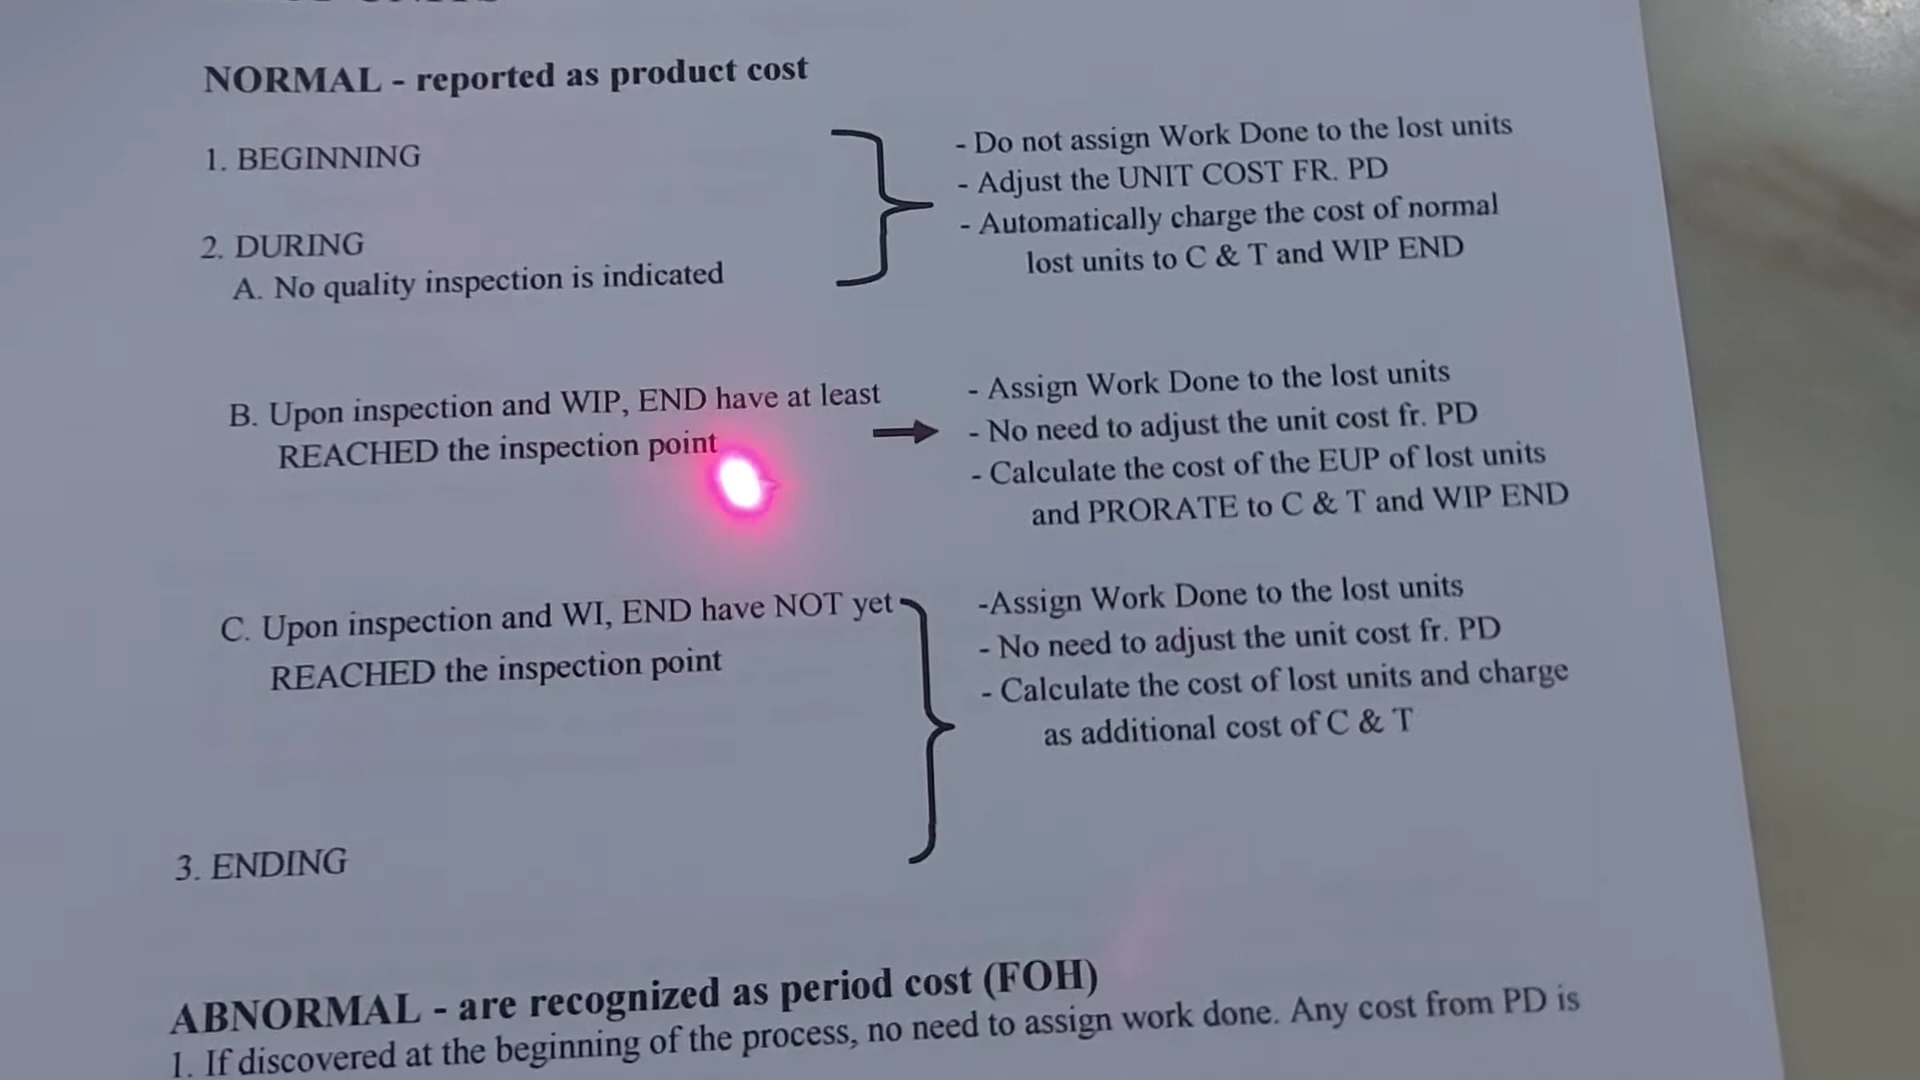 NORMAL - reported as product cost
1. BEGINNING
2. DURING
A. No quality inspection is indicated
- Do not assign Work Done to the lost units
- Adjust the UNIT COST FR. PD
- Automatically charge the cost of normal
lost units to C & T and WIP END
B. Upon inspection and WIP, END have at least
REACHED the inspection point
- Assign Work Done to the lost units
- No need to adjust the unit cost fr. PD
- Calculate the cost of the EUP of lost units
and PRORATE to C & T and WIP END
C. Upon inspection and WI, END have NOT yet
REACHED the inspection point
-Assign Work Done to the lost units
- No need to adjust the unit cost fr. PD
- Calculate the cost of lost units and charge
as additional cost of C & T
3. ENDING
ABNORMAL - are recognized as period cost (FOH)
1. If discovered at the beginning of the process, no need to assign work done. Any cost from PD is